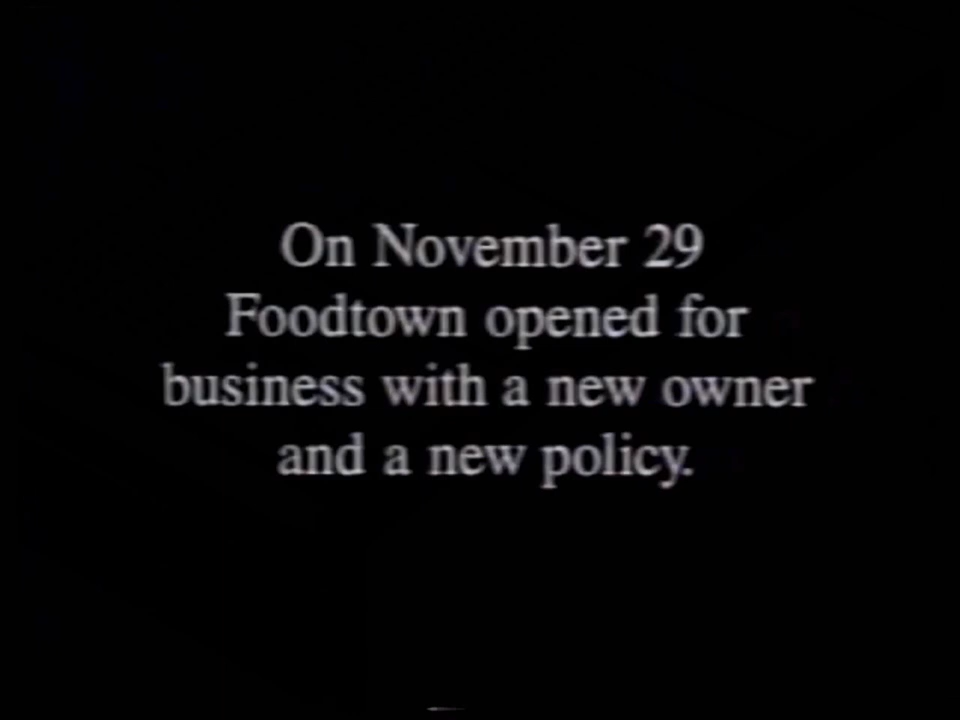 On November 29
Foodtown opened for
business with a new owner
and a new policy.